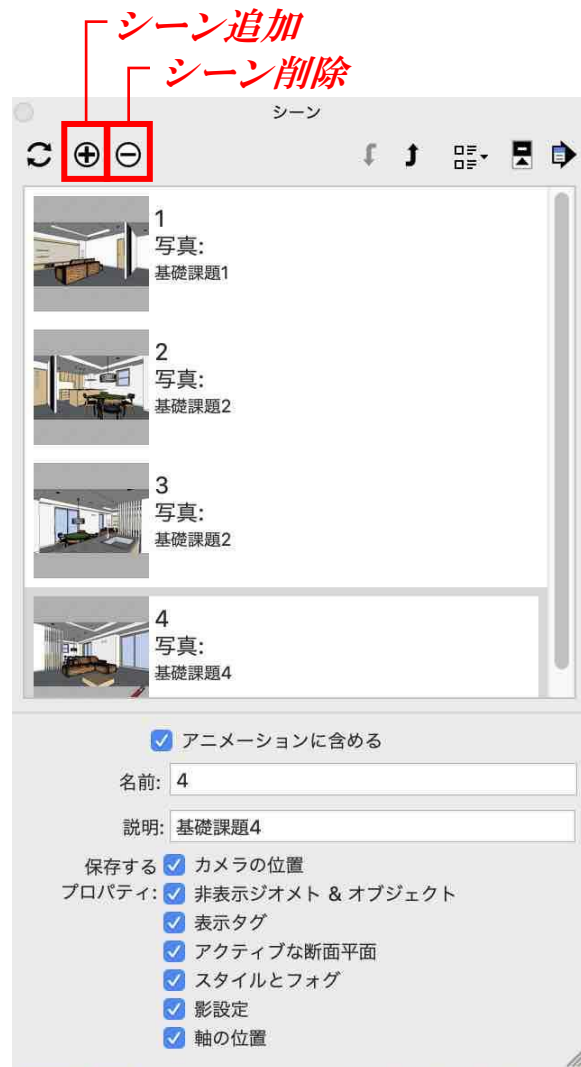 シーン追加
シーン削除
シーン
1
写真:
基礎課題1
2
写真:
基礎課題2
3
写真:
基礎課題2
4
写真:
基礎課題4
アニメーションに含める
名前: 4
説明: 基礎課題4
保存する カメラの位置
プロパティ: 非表示ジオメト & オブジェクト
表示タグ
アクティブな断面平面
スタイルとフォグ
影設定
軸の位置